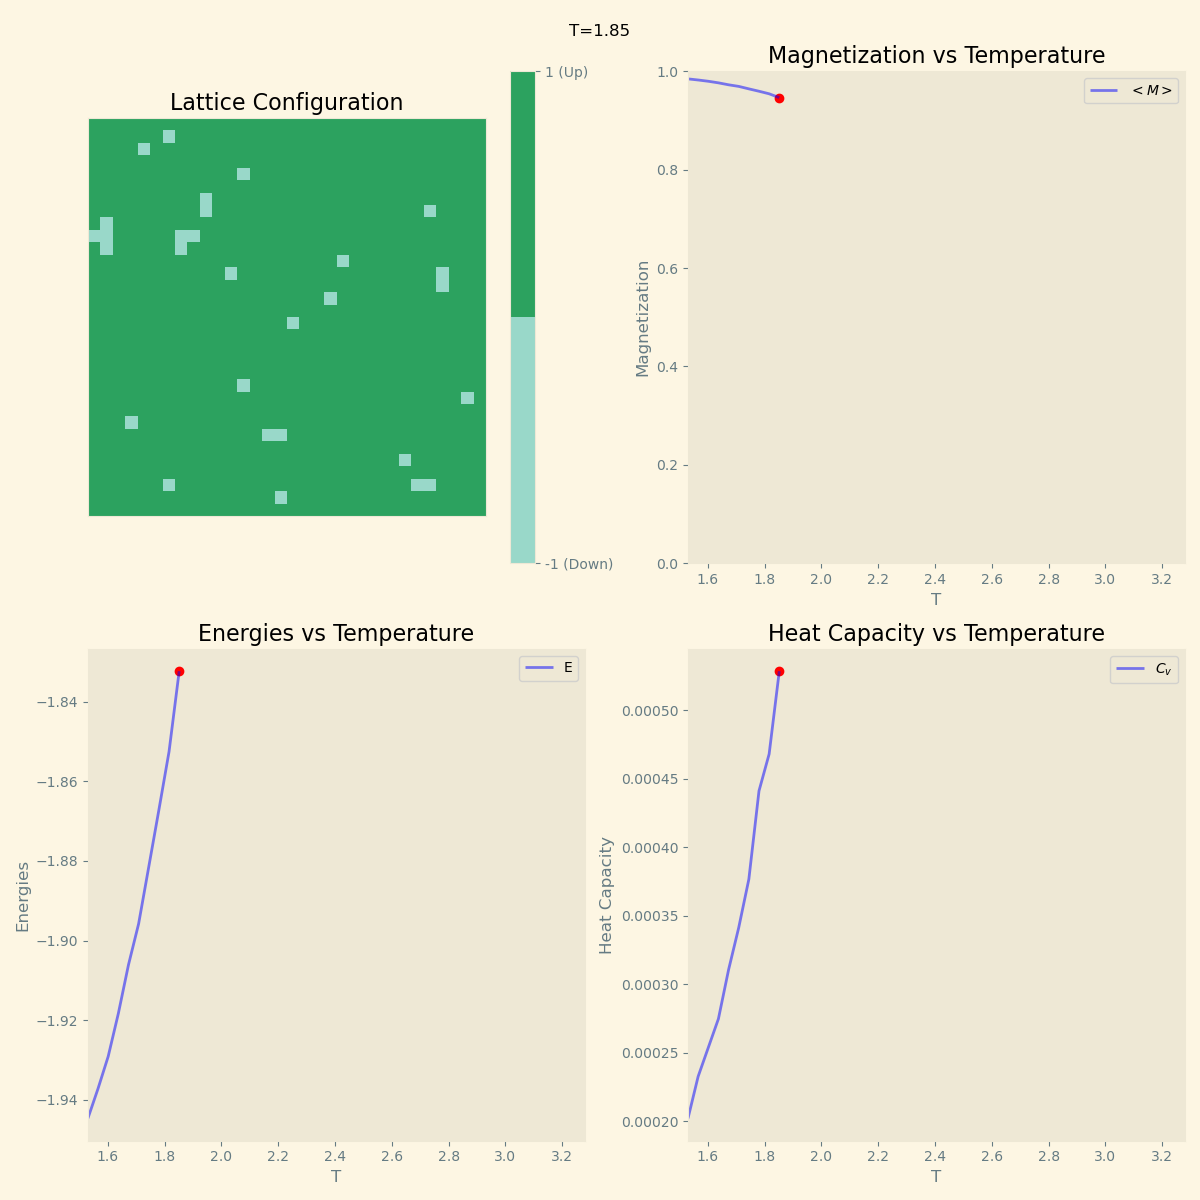 T=1.85
Lattice Configuration
1 (Up)
-1 (Down)
Magnetization vs Temperature
< M >
Magnetization
1.0
0.8
0.6
0.4
0.2
0.0
1.6 1.8 2.0 2.2 2.4 2.6 2.8 3.0 3.2
T
Energies vs Temperature
E
Energies
−1.84
−1.86
−1.88
−1.90
−1.92
−1.94
1.6 1.8 2.0 2.2 2.4 2.6 2.8 3.0 3.2
T
Heat Capacity vs Temperature
Cv
Heat Capacity
0.00050
0.00045
0.00040
0.00035
0.00030
0.00025
0.00020
1.6 1.8 2.0 2.2 2.4 2.6 2.8 3.0 3.2
T